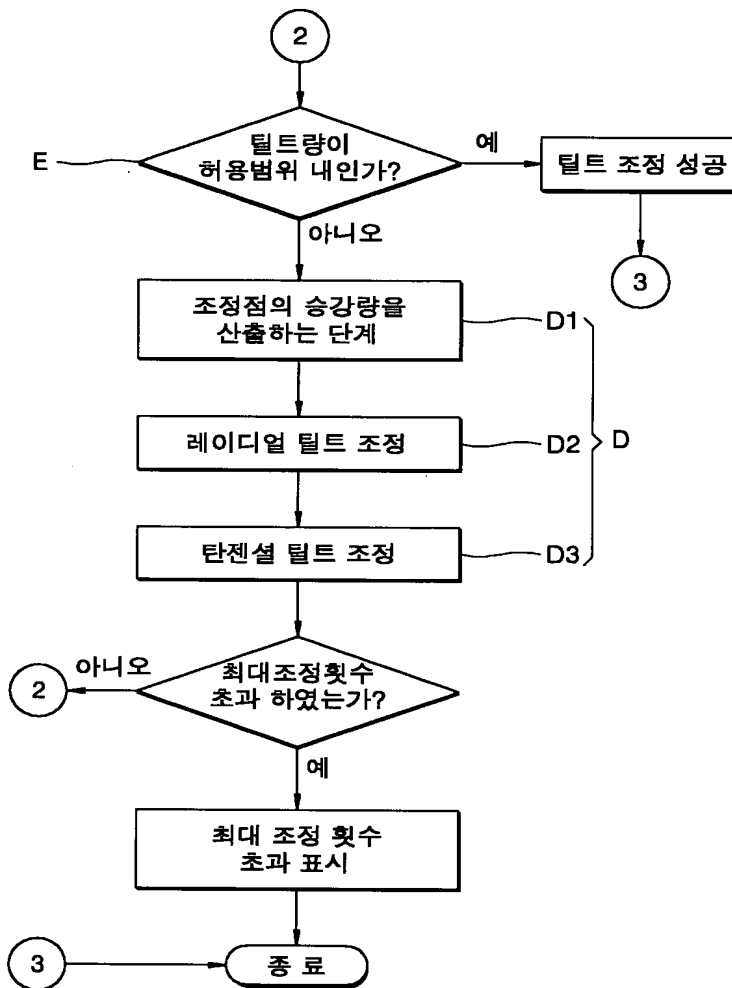 2
틸트량이
허용범위 내인가?
E
예
틸트 조정 성공
아니오
3
조정점의 승강량을
산출하는 단계
D1
레이디얼 틸트 조정
D2
D
탄젠셜 틸트 조정
D3
아니오
2
최대조정횟수
초과 하였는가?
예
최대 조정 횟수
초과 표시
3
종 료